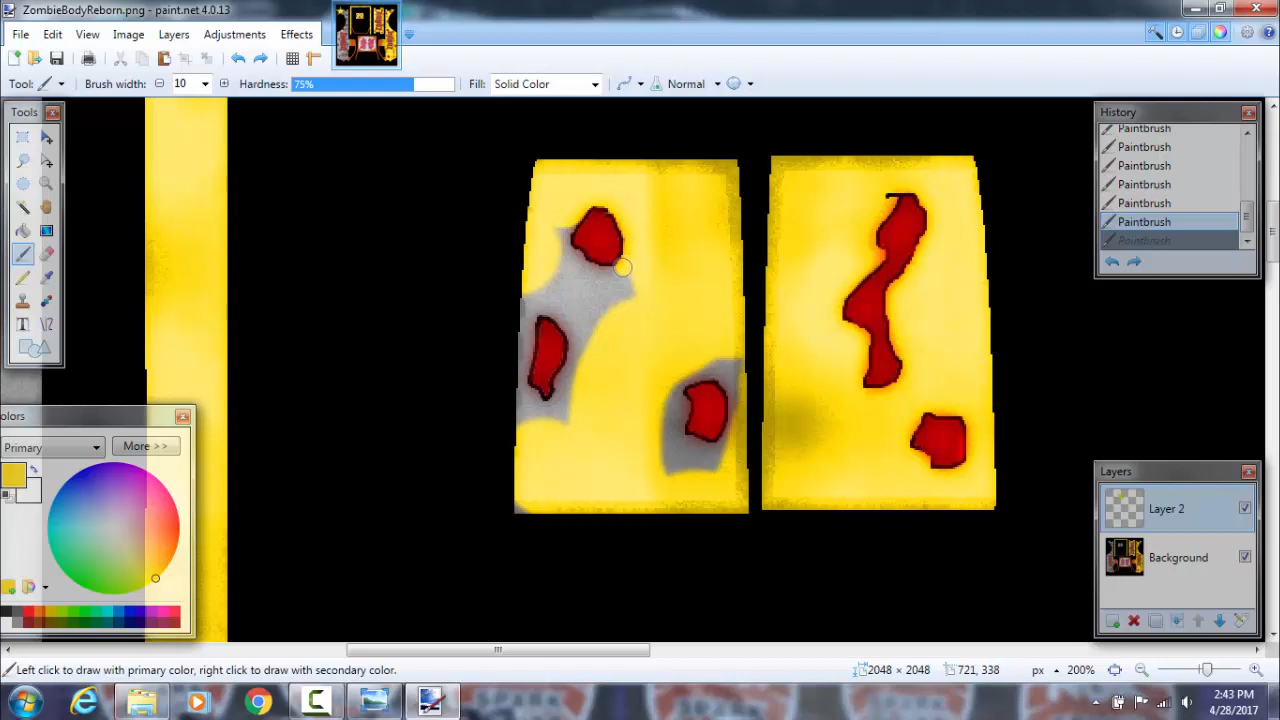 ZombieBodyReborn.png - paint.net 4.0.13
File Edit View Image Layers Adjustments Effects
Tool: Brush width: 10 Hardness: 75% Fill: Solid Color Normal
Tools
History
Paintbrush
Paintbrush
Paintbrush
Paintbrush
Paintbrush
Paintbrush
Paintbrush
olors
Primary More >>
Layers
Layer 2
Background
Left click to draw with primary color, right click to draw with secondary color. 2048 × 2048 721, 338 px 200%
2:43 PM
4/28/2017